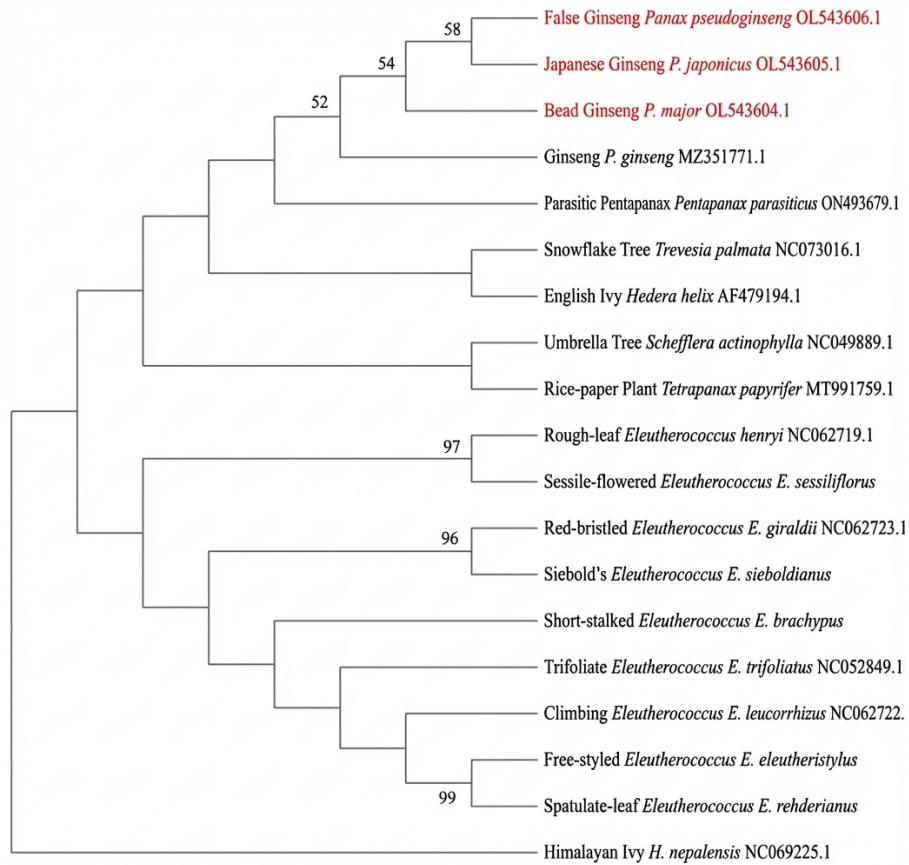 False Ginseng Panax pseudoginseng OL543606.1
58
Japanese Ginseng P. japonicus OL543605.1
54
Bead Ginseng P. major OL543604.1
52
Ginseng P. ginseng MZ351771.1
Parasitic Pentapanax Pentapanax parasiticus ON493679.1
Snowflake Tree Trevesia palmata NC073016.1
English Ivy Hedera helix AF479194.1
Umbrella Tree Schefflera actinophylla NC049889.1
Rice-paper Plant Tetrapanax papyrifer MT991759.1
Rough-leaf Eleutherococcus henryi NC062719.1
97
Sessile-flowered Eleutherococcus E. sessiliflorus
Red-bristled Eleutherococcus E. giraldii NC062723.1
96
Siebold's Eleutherococcus E. sieboldianus
Short-stalked Eleutherococcus E. brachypus
Trifoliate Eleutherococcus E. trifoliatus NC052849.1
Climbing Eleutherococcus E. leucorrhizus NC062722.
Free-styled Eleutherococcus E. eleutheristylus
99
Spatulate-leaf Eleutherococcus E. rehderianus
Himalayan Ivy H. nepalensis NC069225.1